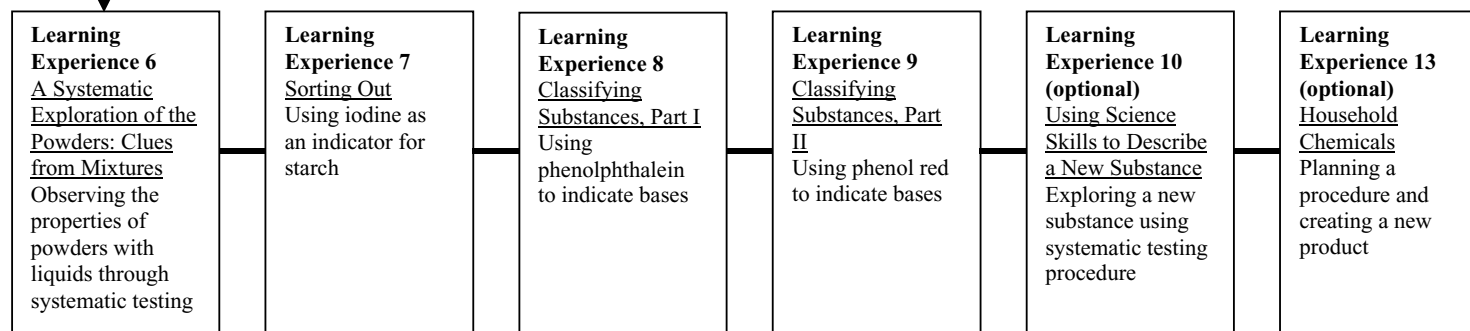 Learning
Experience 6
A Systematic
Exploration of the
Powders: Clues
from Mixtures
Observing the
properties of
powders with
liquids through
systematic testing
Learning
Experience 7
Sorting Out
Using iodine as
an indicator for
starch
Learning
Experience 8
Classifying
Substances, Part I
Using
phenolphthalein
to indicate bases
Learning
Experience 9
Classifying
Substances, Part
II
Using phenol red
to indicate bases
Learning
Experience 10
(optional)
Using Science
Skills to Describe
a New Substance
Exploring a new
substance using
systematic testing
procedure
Learning
Experience 13
(optional)
Household
Chemicals
Planning a
procedure and
creating a new
product